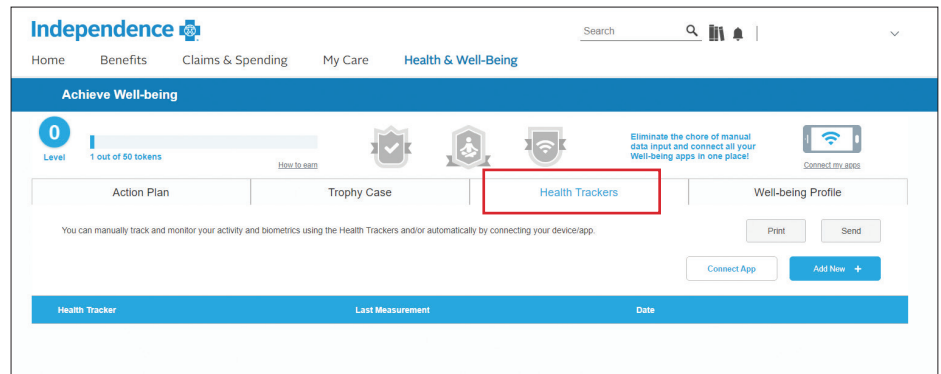 Independence
Search
Home Benefits Claims & Spending My Care Health & Well-Being
Achieve Well-being
0
Level
1 out of 50 tokens
How to earn
Eliminate the chore of manual
data input and connect all your
Well-being apps in one place!
Connect my apps
Action Plan Trophy Case Health Trackers Well-being Profile
You can manually track and monitor your activity and biometrics using the Health Trackers and/or automatically by connecting your device/app.
Print Send
Connect App Add New +
Health Tracker Last Measurement Date